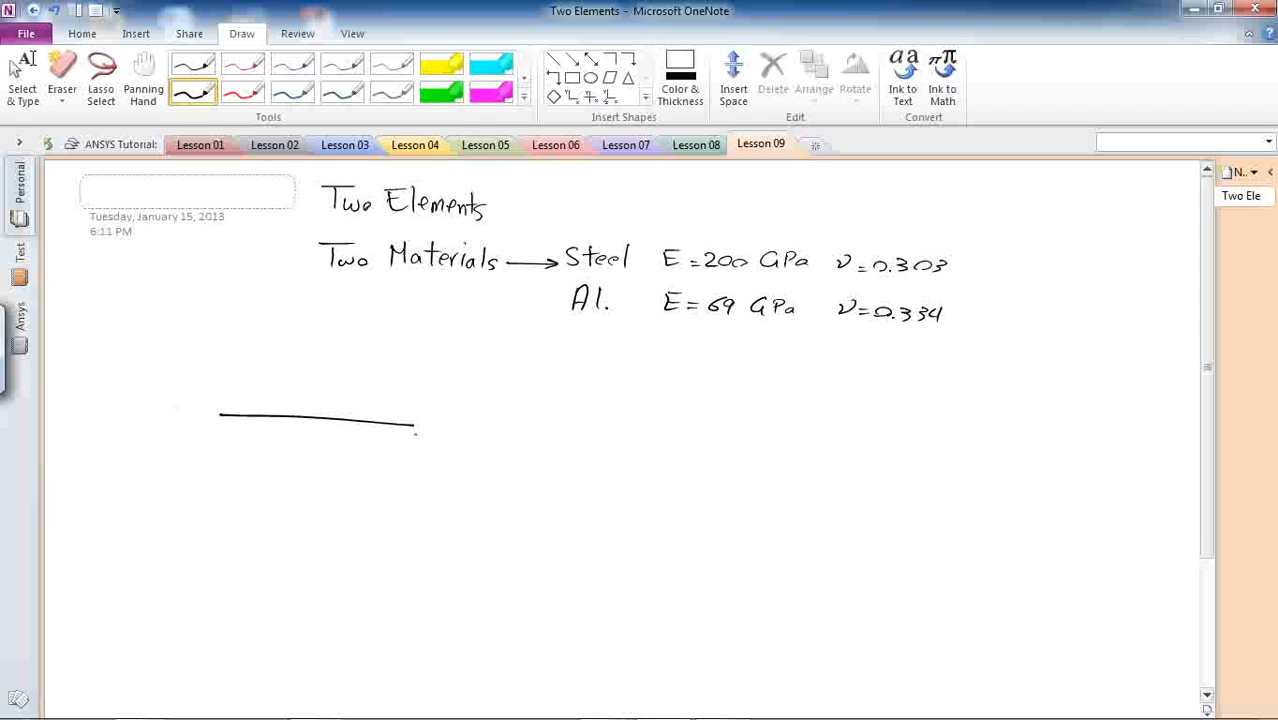 Two Elements - Microsoft OneNote
File Home Insert Share Draw Review View
Select & Type Eraser Lasso Select Panning Hand
Color & Thickness Insert Space Delete Arrange Rotate Ink to Text Ink to Math
Tools Insert Shapes Edit Convert
ANSYS Tutorial: Lesson 01 Lesson 02 Lesson 03 Lesson 04 Lesson 05 Lesson 06 Lesson 07 Lesson 08 Lesson 09
N..
Two Ele
Personal
Test
Ansys
Tuesday, January 15, 2013
6:11 PM
Two Elements
Two Materials → Steel E = 200 GPa ν = 0.303
Al. E = 69 GPa ν = 0.334